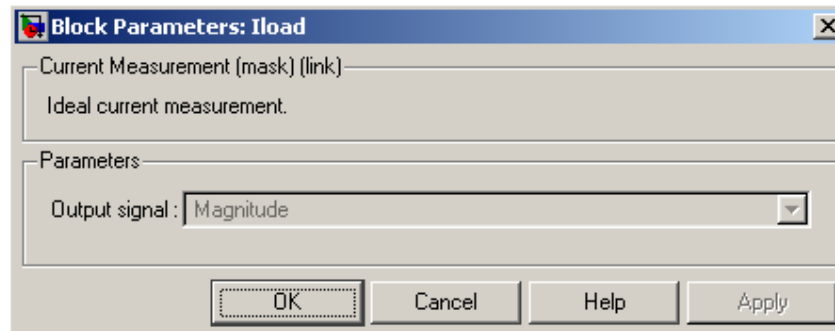 Block Parameters: Iload
Current Measurement (mask) (link)
Ideal current measurement.
Parameters
Output signal : Magnitude
OK Cancel Help Apply